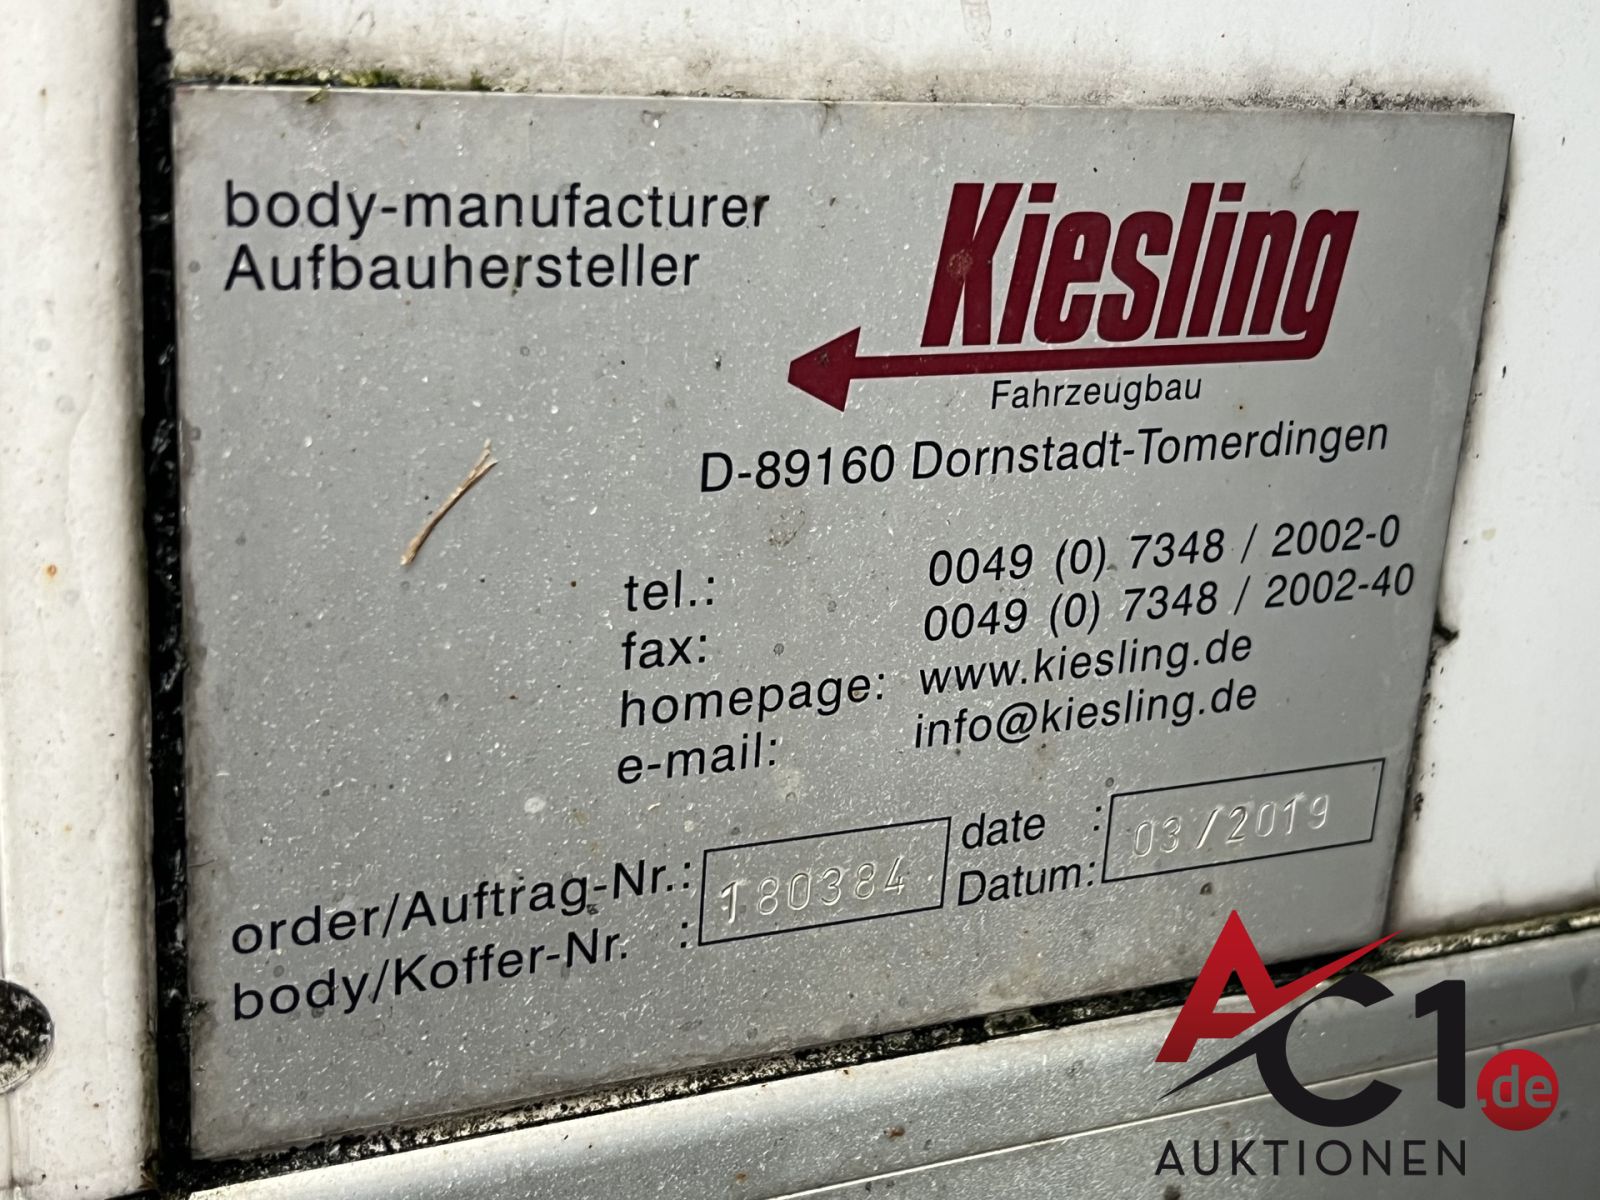 body-manufacturer
Aufbauhersteller
Kiesling
Fahrzeugbau
D-89160 Dornstadt-Tomerdingen
tel.: 0049 (0) 7348 / 2002-0
fax: 0049 (0) 7348 / 2002-40
homepage: www.kiesling.de
e-mail: info@kiesling.de
order/Auftrag-Nr.: 180384 date : 03/2019
body/Koffer-Nr. : Datum:
AC1.de
AUKTIONEN